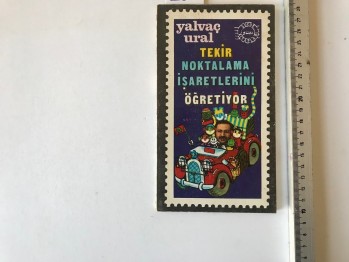 yalvaç
ural
TEKİR
NOKTALAMA
İŞARETLERİNİ
ÖĞRETİYOR